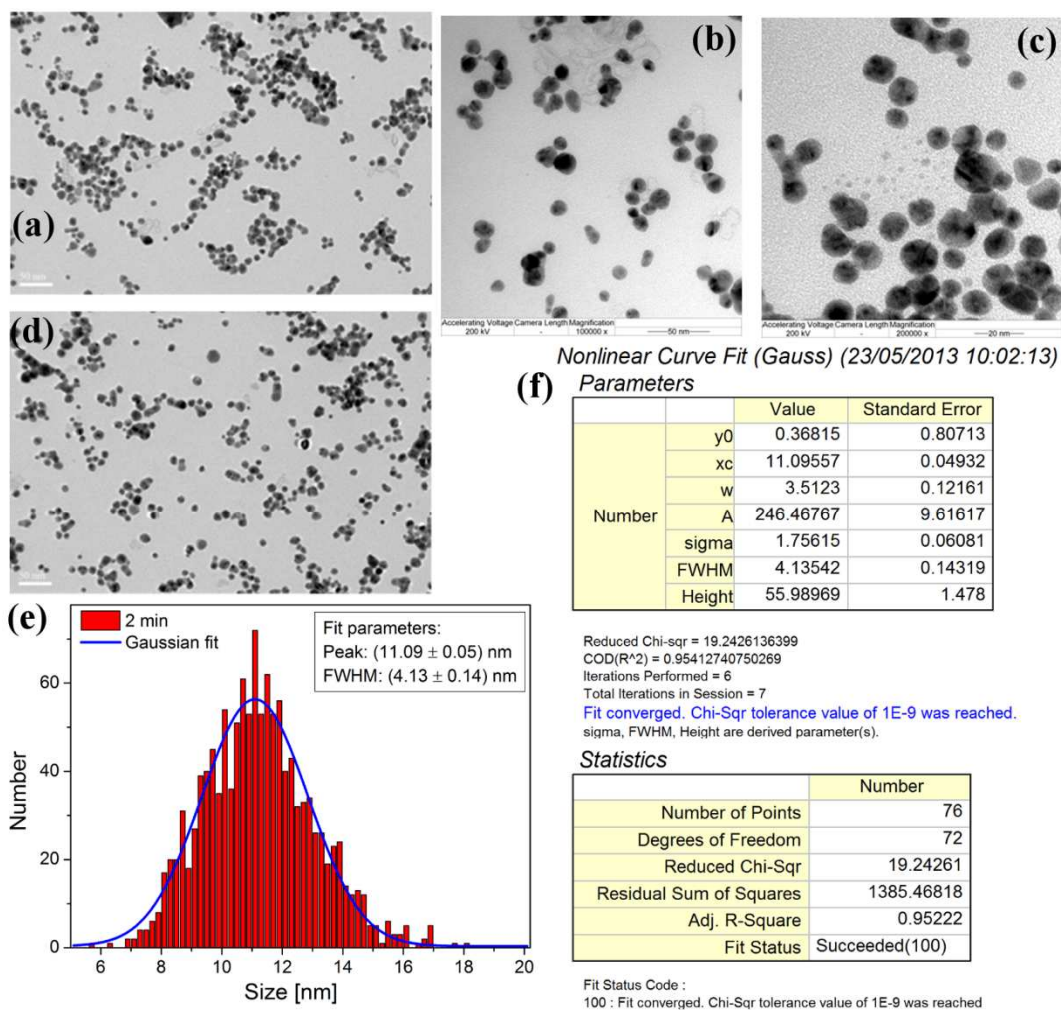 (a)
50 nm
(b)
Accelerating Voltage Camera Length Magnification
200 kV - 100000 x 50 nm
(c)
Accelerating Voltage Camera Length Magnification
200 kV - 200000 x 20 nm
(d)
50 nm
(e)
2 min
Gaussian fit
Fit parameters:
Peak: (11.09 ± 0.05) nm
FWHM: (4.13 ± 0.14) nm
Number
60
40
20
0
6 8 10 12 14 16 18 20
Size [nm]
Nonlinear Curve Fit (Gauss) (23/05/2013 10:02:13)
(f)
Parameters
Value Standard Error
Number
y0 0.36815 0.80713
xc 11.09557 0.04932
w 3.5123 0.12161
A 246.46767 9.61617
sigma 1.75615 0.06081
FWHM 4.13542 0.14319
Height 55.98969 1.478
Reduced Chi-sqr = 19.2426136399
COD(R^2) = 0.95412740750269
Iterations Performed = 6
Total Iterations in Session = 7
Fit converged. Chi-Sqr tolerance value of 1E-9 was reached.
sigma, FWHM, Height are derived parameter(s).
Statistics
Number
Number of Points 76
Degrees of Freedom 72
Reduced Chi-Sqr 19.24261
Residual Sum of Squares 1385.46818
Adj. R-Square 0.95222
Fit Status Succeeded(100)
Fit Status Code :
100 : Fit converged. Chi-Sqr tolerance value of 1E-9 was reached